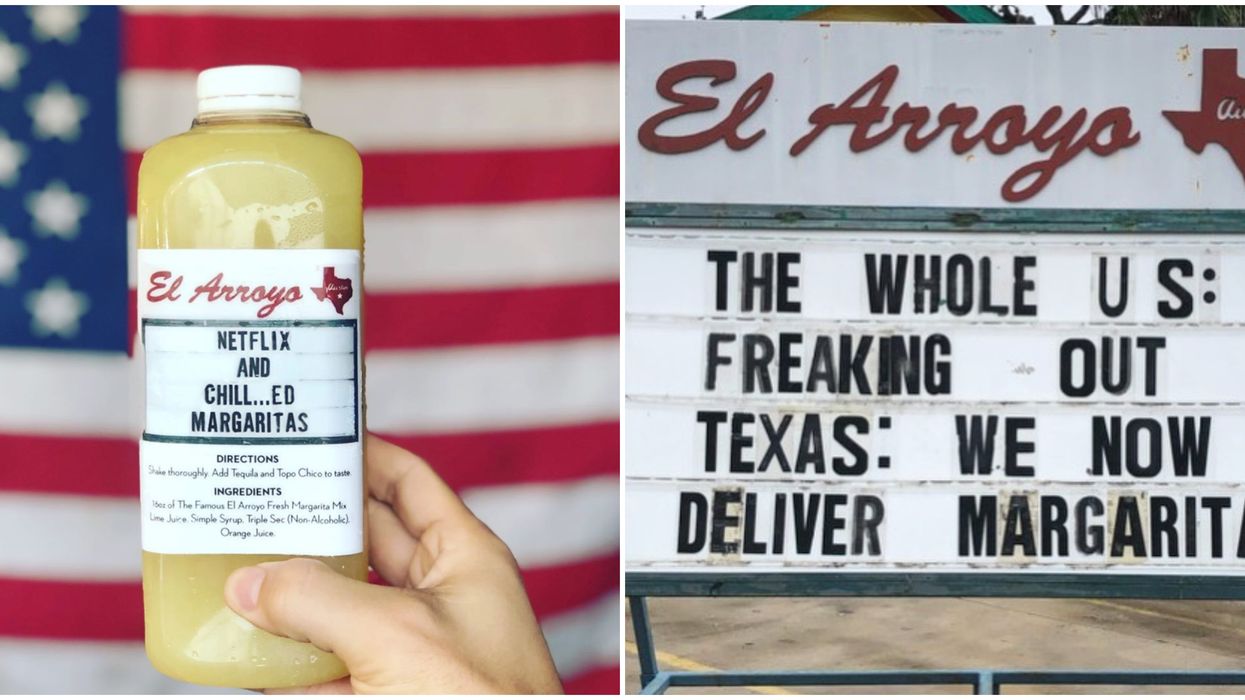 El Arroyo
Austin
NETFLIX
AND
CHILL...ED
MARGARITAS
DIRECTIONS
Shake thoroughly. Add Tequila and Topo Chico to taste.
INGREDIENTS
16oz of The Famous El Arroyo Fresh Margarita Mix
Lime Juice, Simple Syrup, Triple Sec (Non-Alcoholic),
Orange Juice.
El Arroyo
Au
THE WHOLE US:
FREAKING OUT
TEXAS: WE NOW
DELIVER MARGARITA